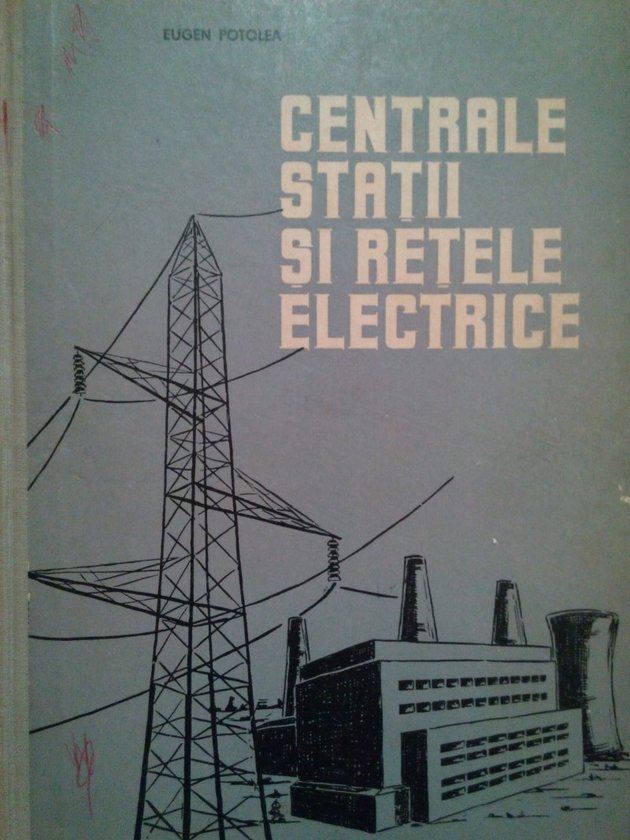 EUGEN POTOLEA
CENTRALE
STAȚII
ȘI REȚELE
ELECTRICE